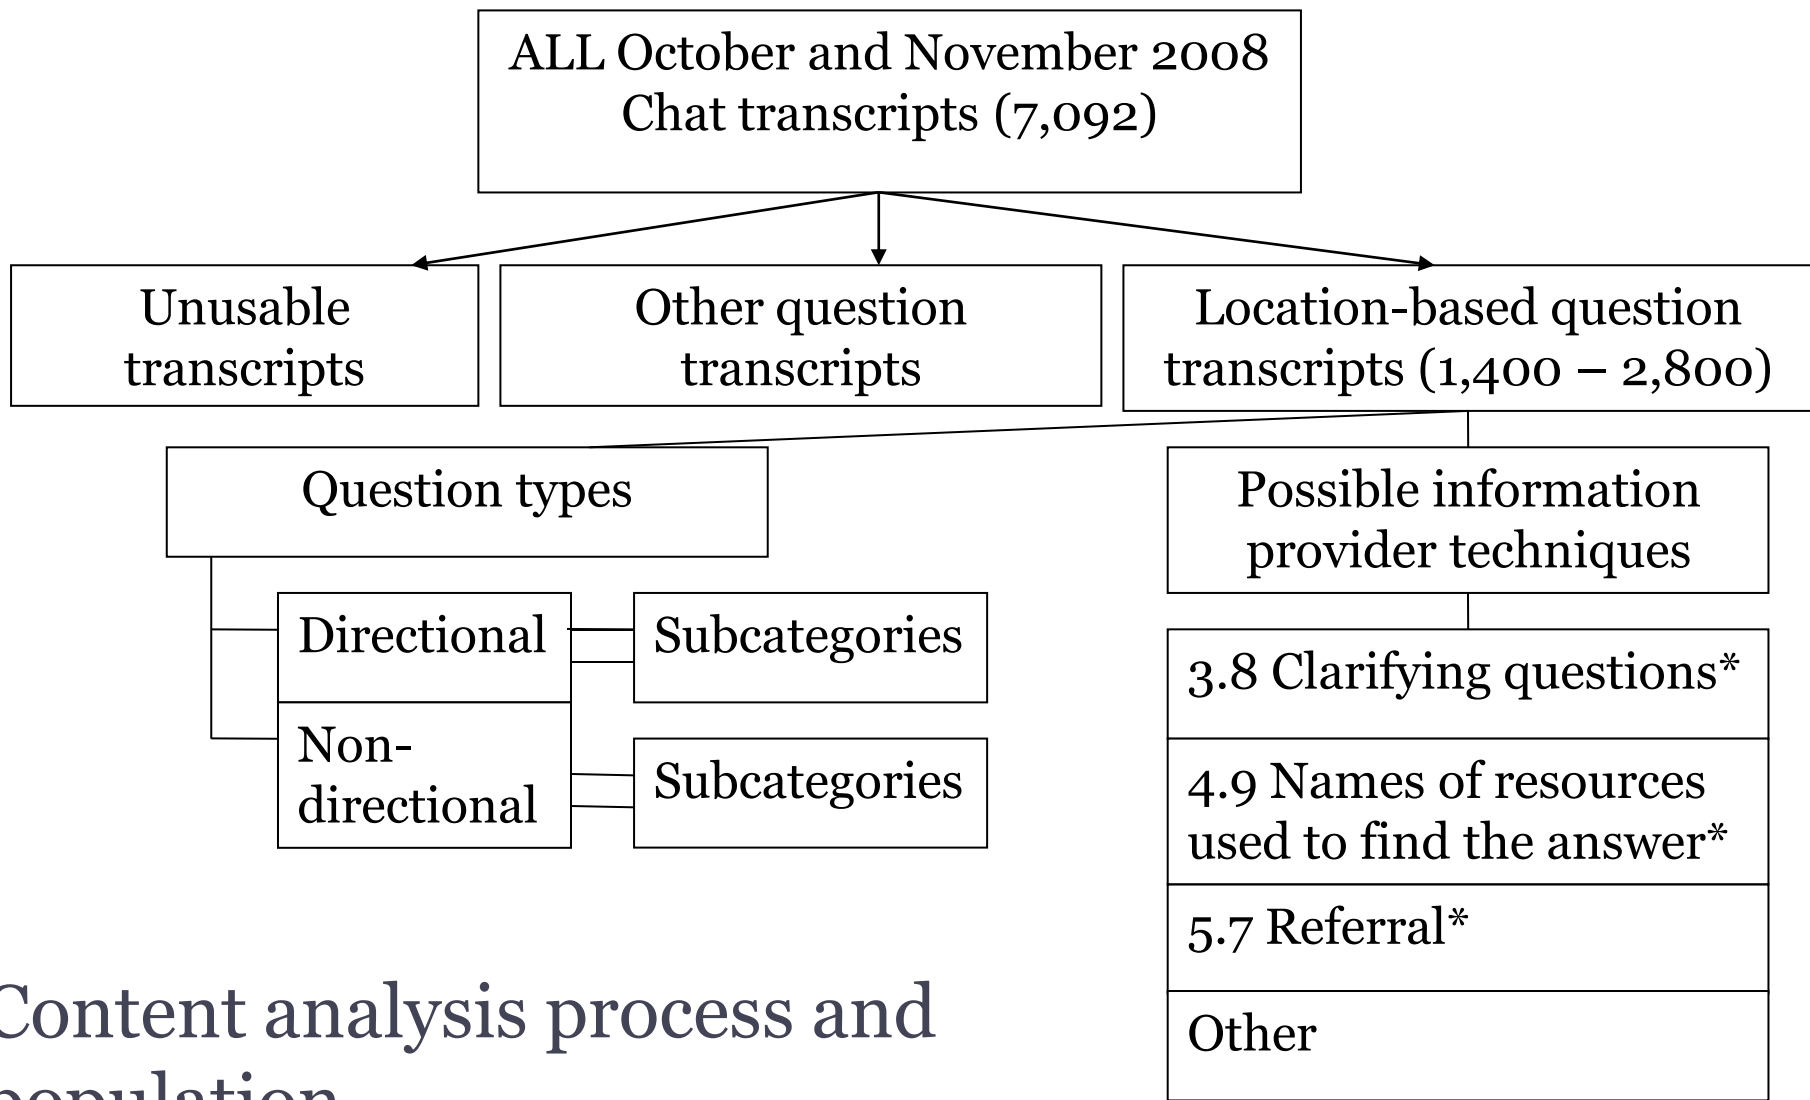 ALL October and November 2008
Chat transcripts (7,092)
Unusable
transcripts
Other question
transcripts
Location-based question
transcripts (1,400 – 2,800)
Question types
Directional
Subcategories
Non-
directional
Subcategories
Possible information
provider techniques
3.8 Clarifying questions*
4.9 Names of resources
used to find the answer*
5.7 Referral*
Other
Content analysis process and
population